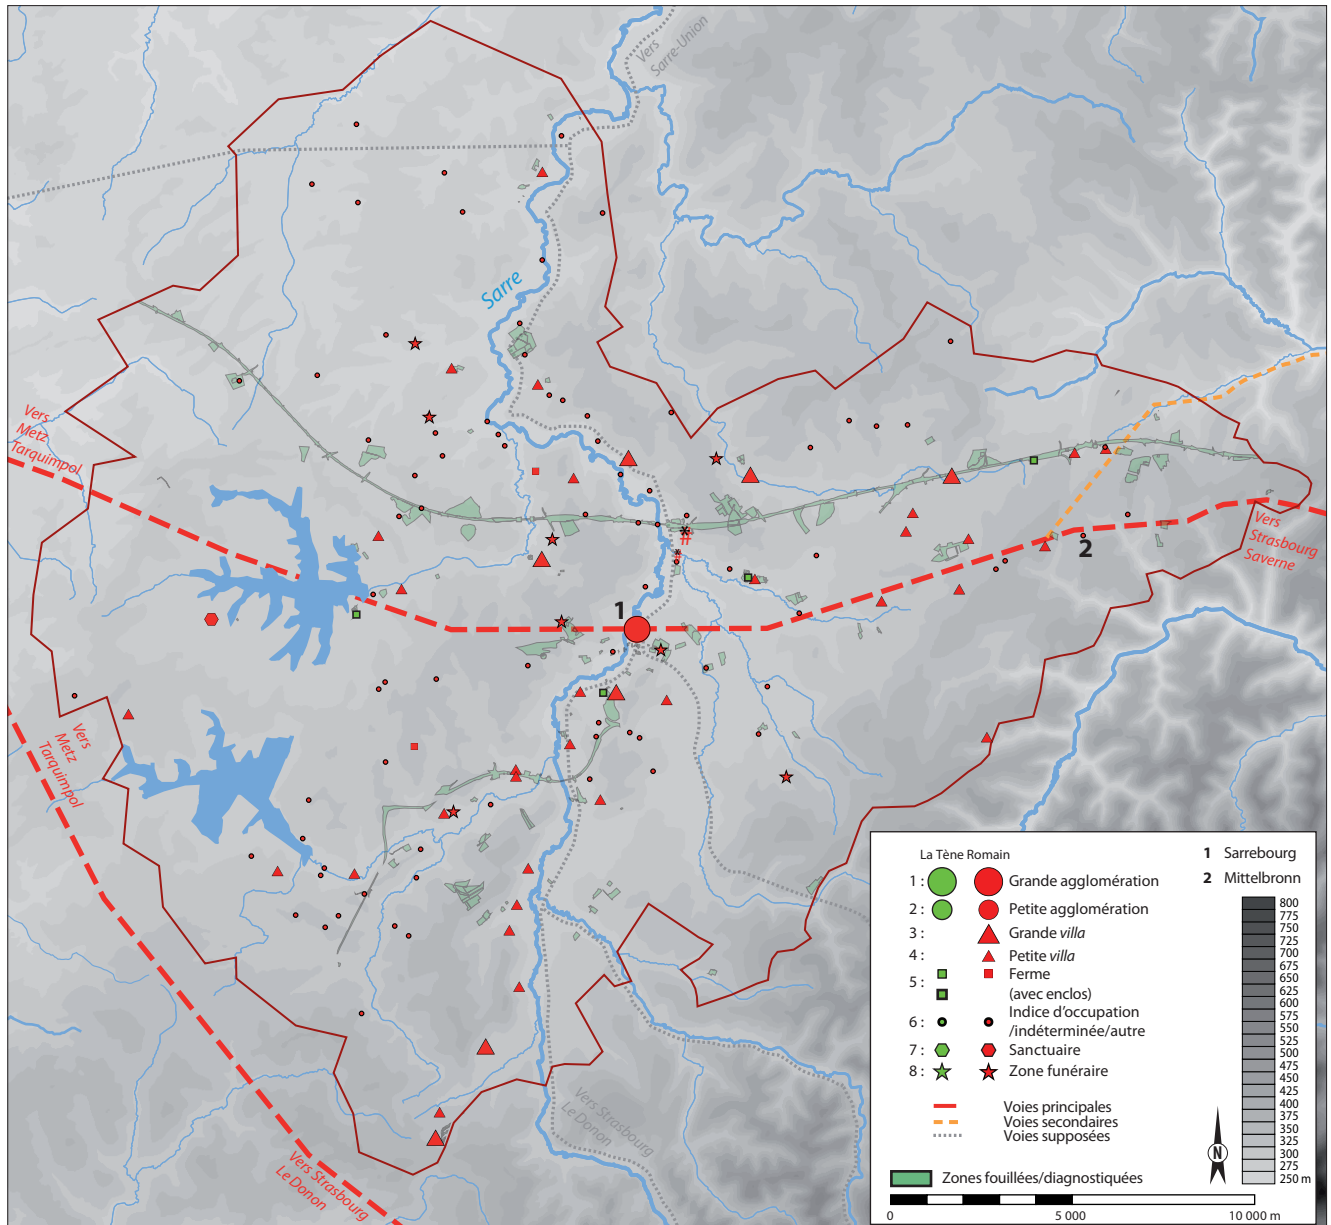 Vers
Sarre-Union
Sarre
Vers
Metz
Tarquimpol
#
1
2
Vers
Strasbourg
Saverne
Vers
Metz
Tarquimpol
Vers Strasbourg
Le Donon
Vers Strasbourg
Le Donon
La Tène Romain
1 : Grande agglomération
2 : Petite agglomération
3 : Grande villa
4 : Petite villa
5 : Ferme
(avec enclos)
6 : Indice d'occupation
/indéterminée/autre
7 : Sanctuaire
8 : Zone funéraire
Voies principales
Voies secondaires
Voies supposées
Zones fouillées/diagnostiquées
0 5 000 10 000 m
1 Sarrebourg
2 Mittelbronn
800
775
750
725
700
675
650
625
600
575
550
525
500
475
450
425
400
375
350
325
300
275
250 m
N